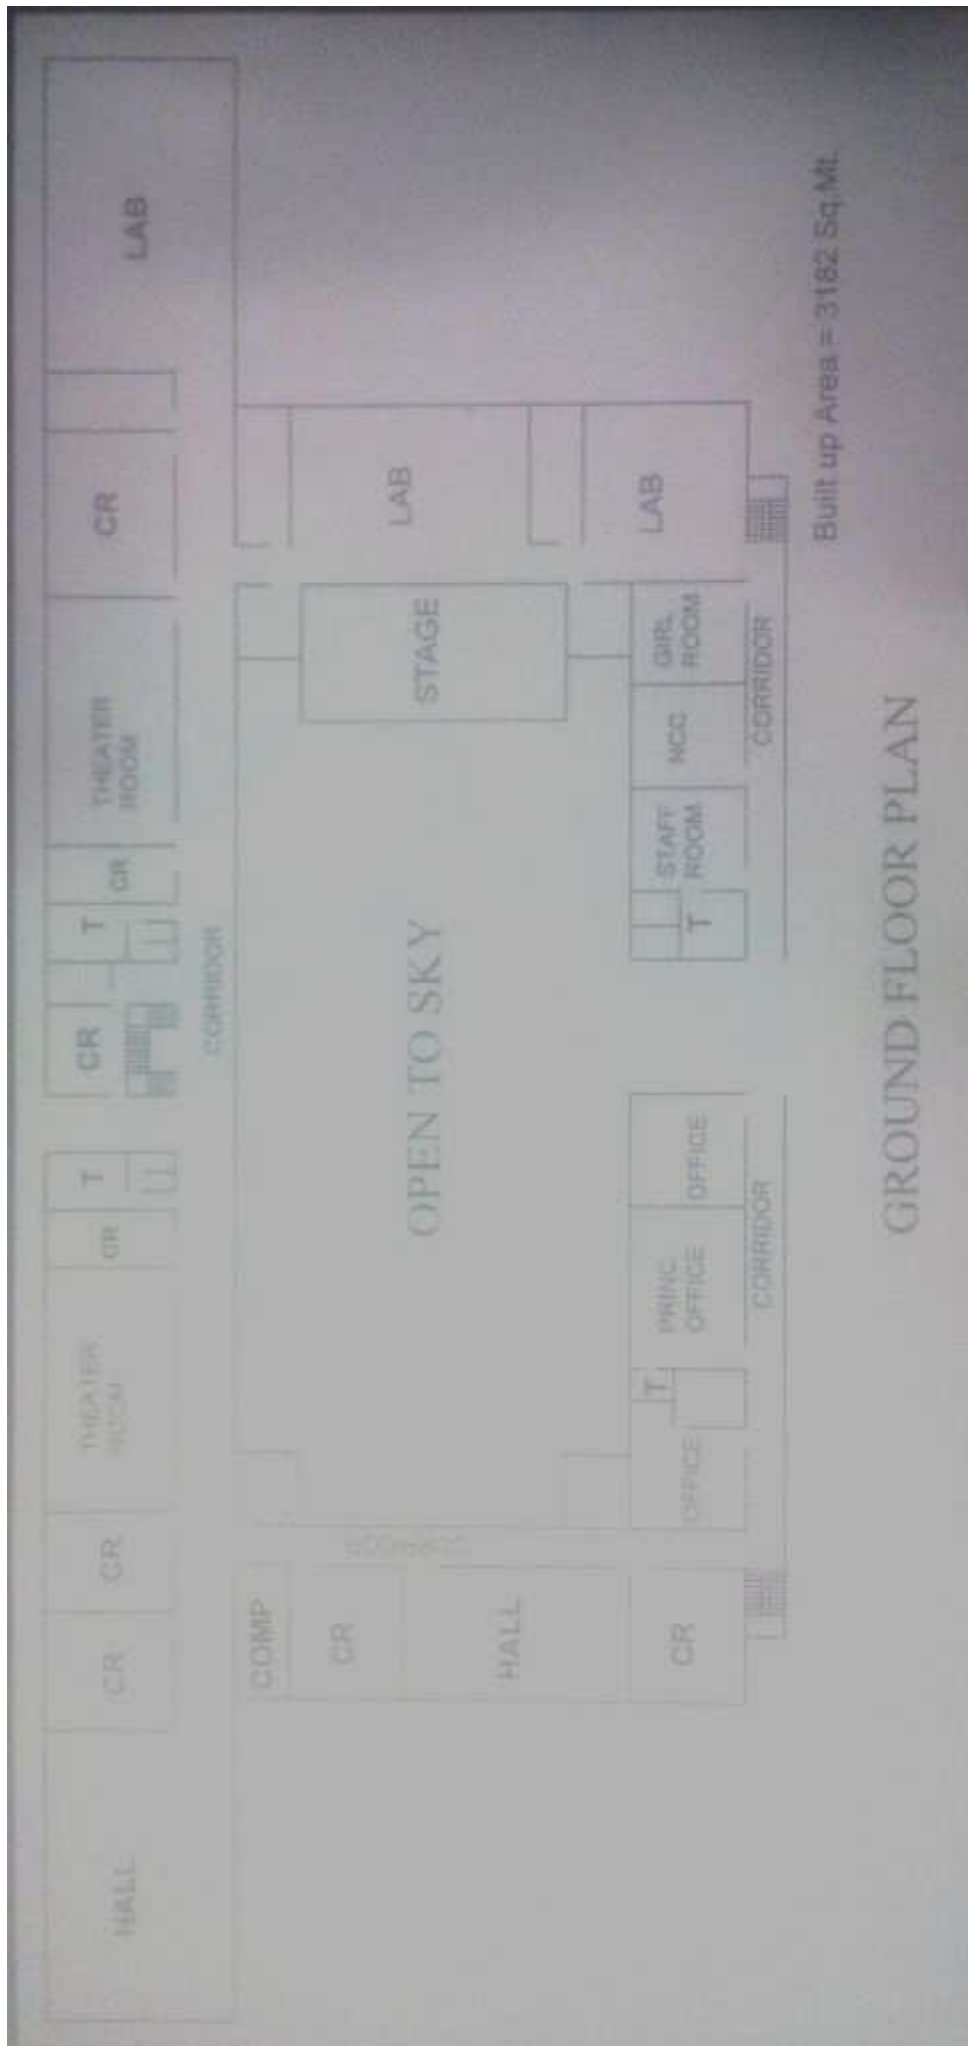 HALL
CR
CR
THEATER
ROOM
CR
T
CR
T
CR
THEATER
ROOM
CR
LAB
CORRIDOR
COMP
CR
HALL
CR
OPEN TO SKY
STAGE
LAB
LAB
OFFICE
T
PRINC
OFFICE
OFFICE
T
STAFF
ROOM
NCC
GIRL
ROOM
CORRIDOR
CORRIDOR
Built up Area = 3182 Sq.Mt.
GROUND FLOOR PLAN